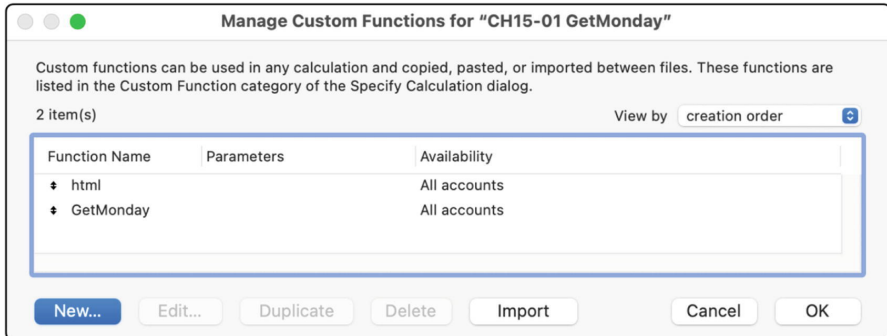 Manage Custom Functions for “CH15-01 GetMonday”
Custom functions can be used in any calculation and copied, pasted, or imported between files. These functions are
listed in the Custom Function category of the Specify Calculation dialog.
2 item(s) View by creation order
Function Name Parameters Availability
html All accounts
GetMonday All accounts
New... Edit... Duplicate Delete Import Cancel OK